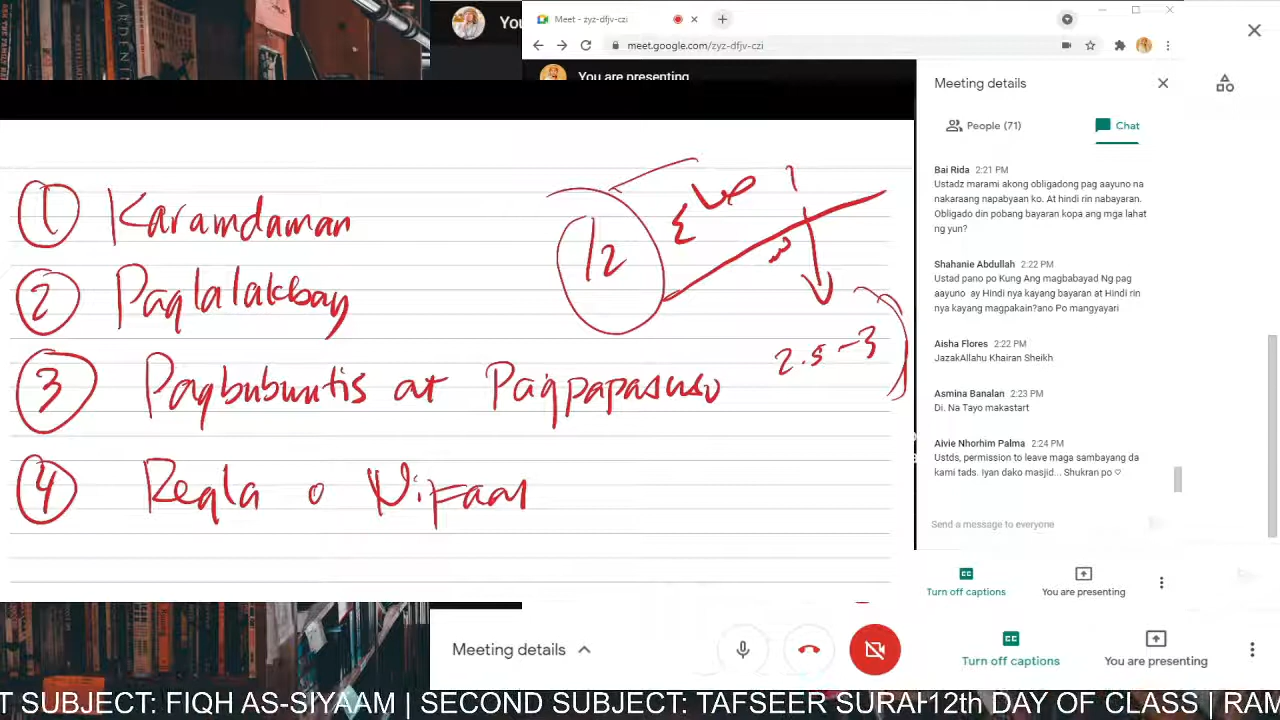 You
Meet - zyz-dfjv-czi
meet.google.com/zyz-dfjv-czi
You are presenting
① Karamdaman
② Paglalakbay
③ Pagbubuntis at Pagpapasuso
④ Regla o Nifaas
12
صاع
1
2.5 - 3
Meeting details
People (71)
Chat
Bai Rida 2:21 PM
Ustadz marami akong obligadong pag aayuno na
nakaraang napabyaan ko. At hindi rin nabayaran.
Obligado din pobang bayaran kopa ang mga lahat
ng yun?
Shahanie Abdullah 2:22 PM
Ustad pano po Kung Ang magbabayad Ng pag
aayuno ay Hindi nya kayang bayaran at Hindi rin
nya kayang magpakain?ano Po mangyayari
Aisha Flores 2:22 PM
JazakAllahu Khairan Sheikh
Asmina Banalan 2:23 PM
Di. Na Tayo makastart
Aivie Nhorhim Palma 2:24 PM
Ustds, permission to leave maga sambayang da
kami tads. Iyan dako masjid... Shukran po ♡
Send a message to everyone
CC
Turn off captions
You are presenting
Meeting details
CC
Turn off captions
You are presenting
T SUBJECT: FIQH AS-SIYAAM | SECOND SUBJECT: TAFSEER SURAH
12th DAY OF CLASS | RAM